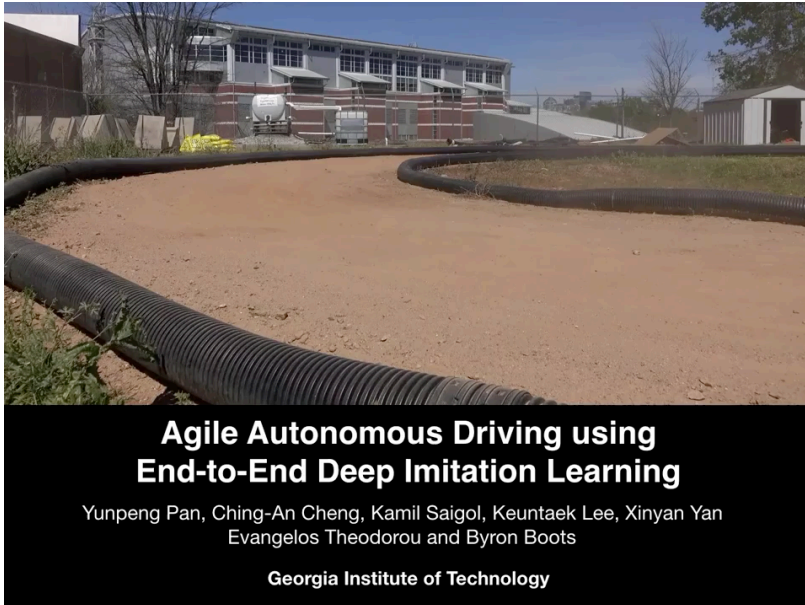 Agile Autonomous Driving using
End-to-End Deep Imitation Learning
Yunpeng Pan, Ching-An Cheng, Kamil Saigol, Keuntaek Lee, Xinyan Yan
Evangelos Theodorou and Byron Boots
Georgia Institute of Technology